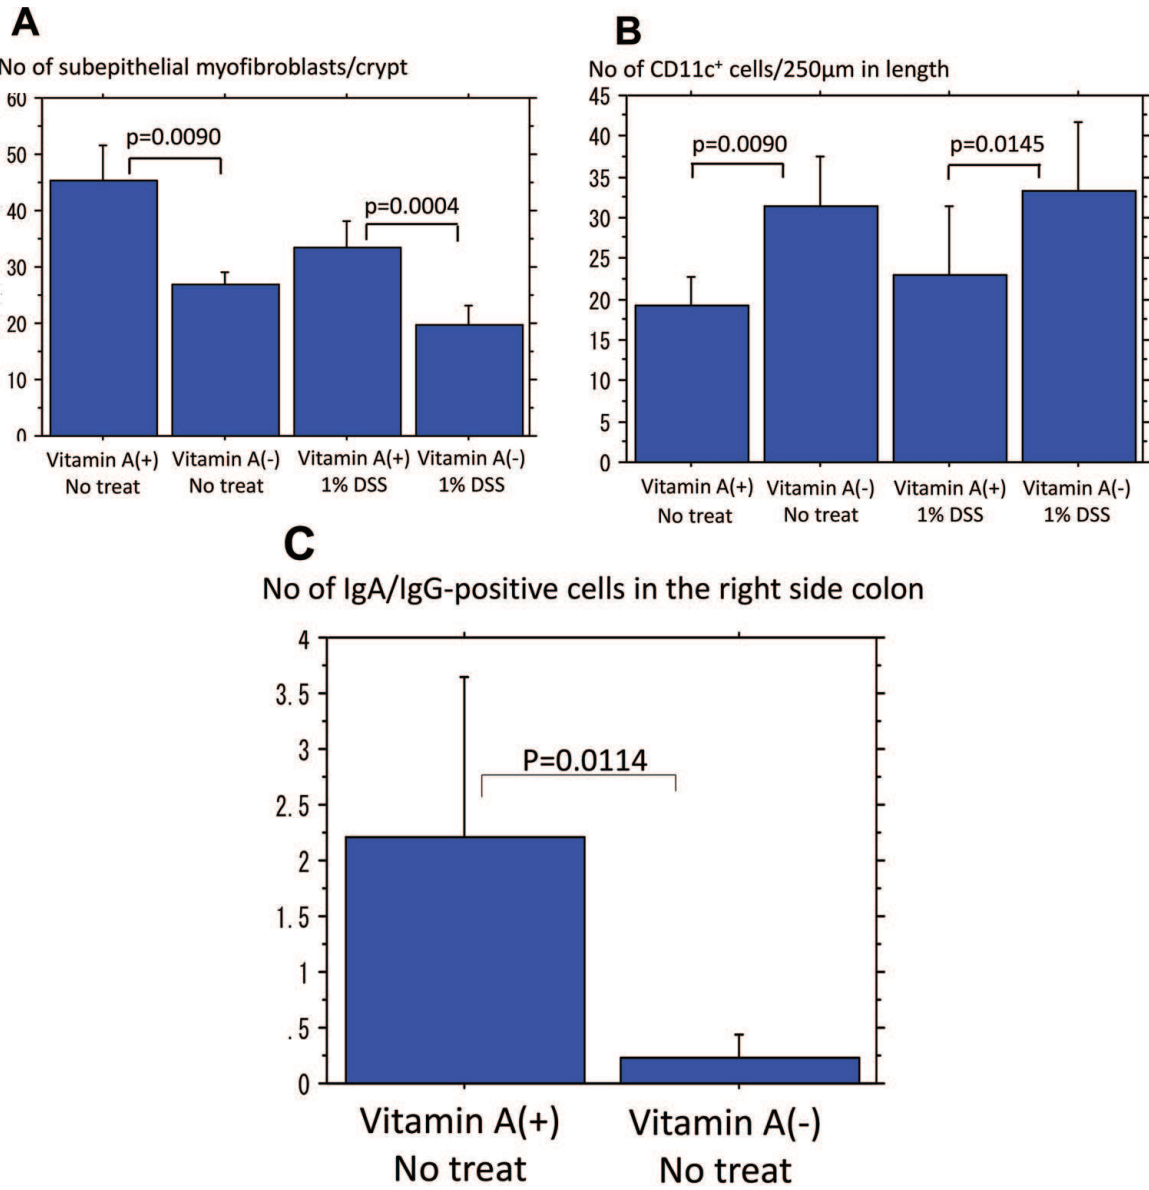 A
No of subepithelial myofibroblasts/crypt
60
50
40
30
20
10
0
p=0.0090
p=0.0004
Vitamin A(+) Vitamin A(-) Vitamin A(+) Vitamin A(-)
No treat No treat 1% DSS 1% DSS
B
No of CD11c⁺ cells/250μm in length
45
40
35
30
25
20
15
10
5
0
p=0.0090
p=0.0145
Vitamin A(+) Vitamin A(-) Vitamin A(+) Vitamin A(-)
No treat No treat 1% DSS 1% DSS
C
No of IgA/IgG-positive cells in the right side colon
4
3.5
3
2.5
2
1.5
1
.5
0
P=0.0114
Vitamin A(+) Vitamin A(-)
No treat No treat